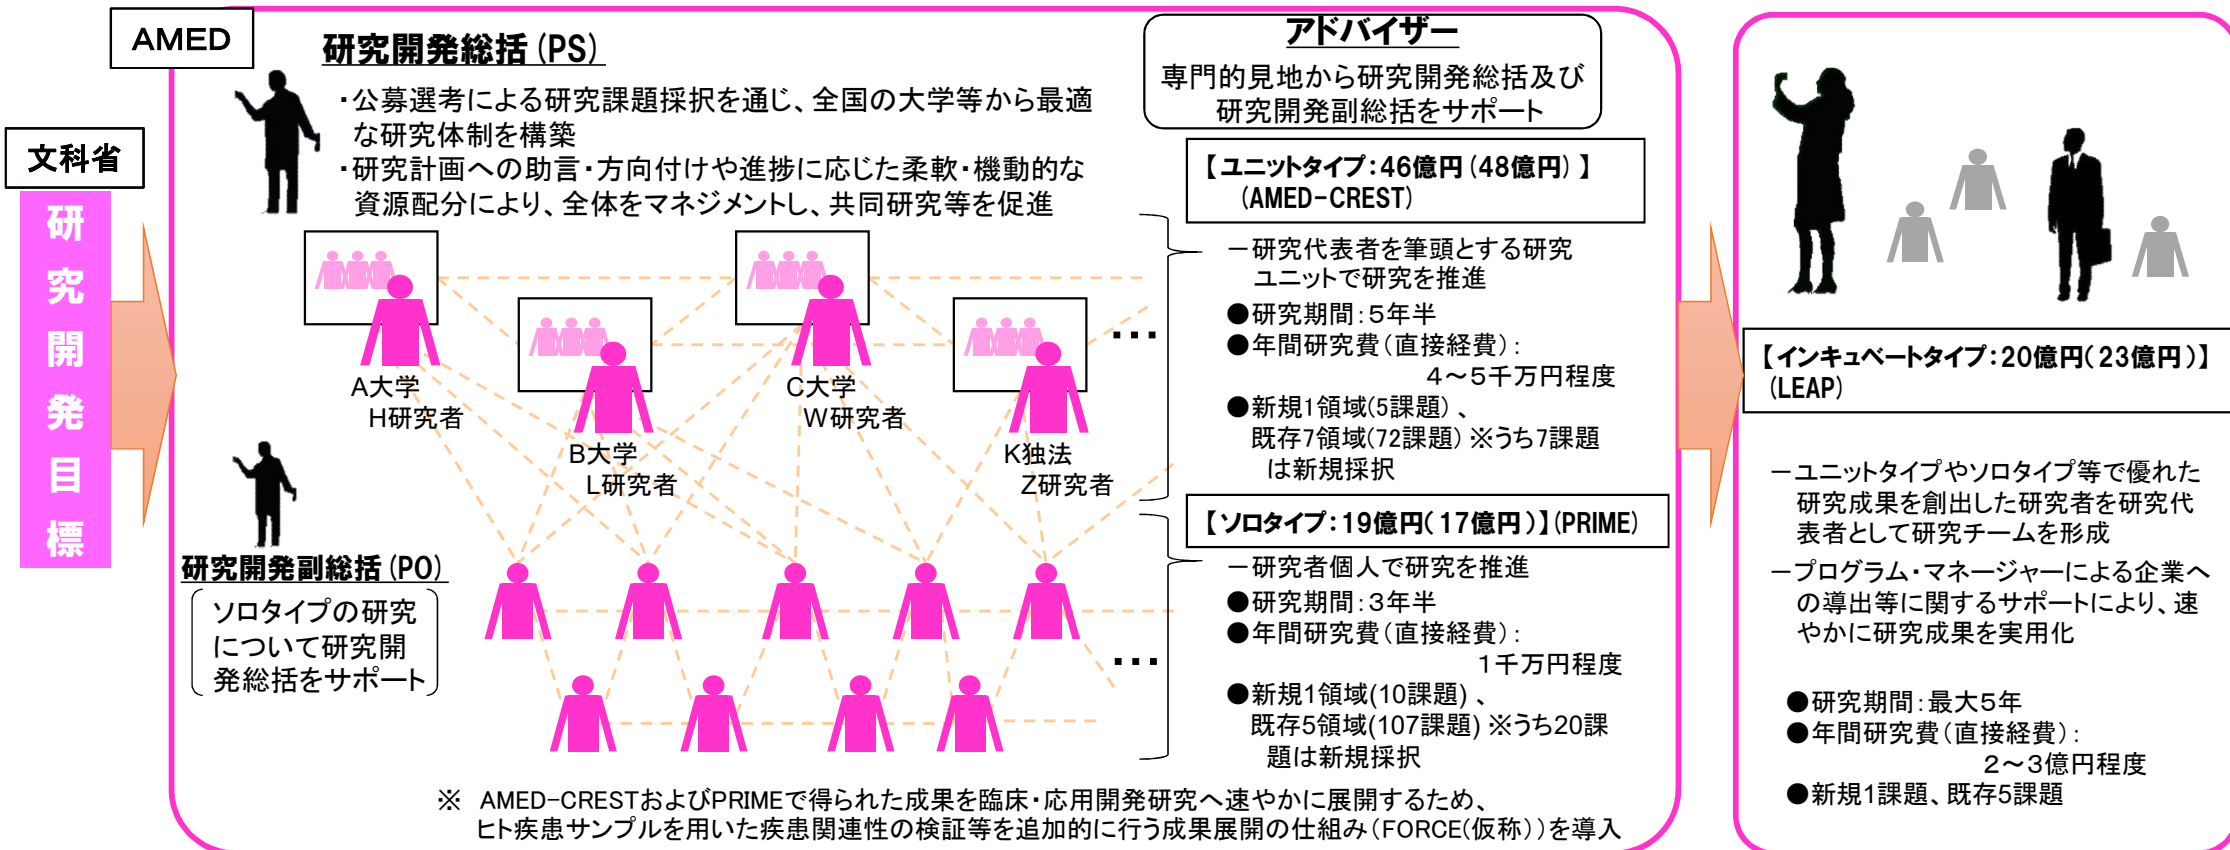 AMED
文科省
研究開発目標
研究開発総括(PS)
・公募選考による研究課題採択を通じ、全国の大学等から最適
な研究体制を構築
・研究計画への助言・方向付けや進捗に応じた柔軟・機動的な
資源配分により、全体をマネジメントし、共同研究等を促進
アドバイザー
専門的見地から研究開発総括及び
研究開発副総括をサポート
A大学
H研究者
B大学
L研究者
C大学
W研究者
K独法
Z研究者
…
研究開発副総括(PO)
ソロタイプの研究
について研究開
発総括をサポート
…
【ユニットタイプ:46億円(48億円)】
(AMED-CREST)
－研究代表者を筆頭とする研究
ユニットで研究を推進
●研究期間:5年半
●年間研究費(直接経費):
4～5千万円程度
●新規1領域(5課題)、
既存7領域(72課題)※うち7課題
は新規採択
【ソロタイプ:19億円(17億円)】(PRIME)
－研究者個人で研究を推進
●研究期間:3年半
●年間研究費(直接経費):
1千万円程度
●新規1領域(10課題)、
既存5領域(107課題)※うち20課
題は新規採択
※ AMED-CRESTおよびPRIMEで得られた成果を臨床・応用開発研究へ速やかに展開するため、
ヒト疾患サンプルを用いた疾患関連性の検証等を追加的に行う成果展開の仕組み(FORCE(仮称))を導入
【インキュベートタイプ:20億円(23億円)】
(LEAP)
－ユニットタイプやソロタイプ等で優れた
研究成果を創出した研究者を研究代
表者として研究チームを形成
－プログラム・マネージャーによる企業へ
の導出等に関するサポートにより、速
やかに研究成果を実用化
●研究期間:最大5年
●年間研究費(直接経費):
2～3億円程度
●新規1課題、既存5課題